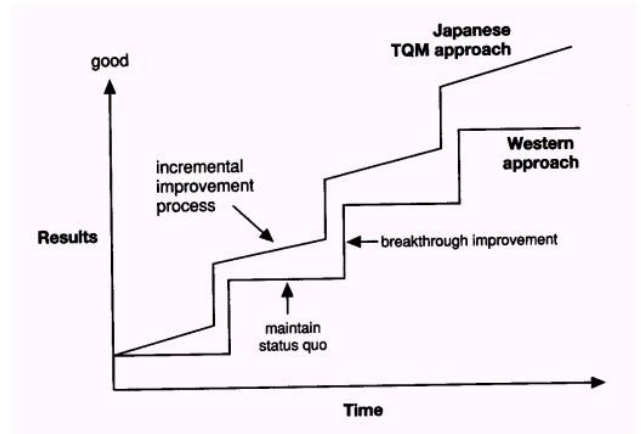 Japanese
TQM approach
good
Western
approach
incremental
improvement
process
Results
breakthrough improvement
maintain
status quo
Time